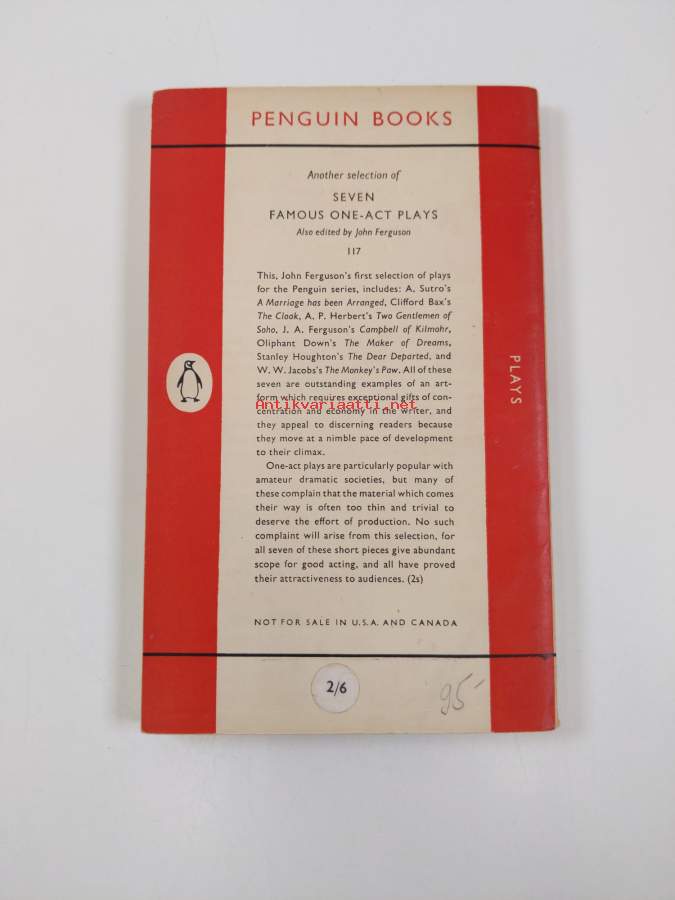 PENGUIN BOOKS
Another selection of
SEVEN
FAMOUS ONE-ACT PLAYS
Also edited by John Ferguson
117
This, John Ferguson's first selection of plays
for the Penguin series, includes: A. Sutro's
A Marriage has been Arranged, Clifford Bax's
The Cloak, A. P. Herbert's Two Gentlemen of
Soho, J. A. Ferguson's Campbell of Kilmohr,
Oliphant Down's The Maker of Dreams,
Stanley Houghton's The Dear Departed, and
W. W. Jacobs's The Monkey's Paw. All of these
seven are outstanding examples of an art-
form which requires exceptional gifts of con-
Antikvariaatti.net
centration and economy in the writer, and
they appeal to discerning readers because
they move at a nimble pace of development
to their climax.
One-act plays are particularly popular with
amateur dramatic societies, but many of
these complain that the material which comes
their way is often too thin and trivial to
deserve the effort of production. No such
complaint will arise from this selection, for
all seven of these short pieces give abundant
scope for good acting, and all have proved
their attractiveness to audiences. (2s)
NOT FOR SALE IN U.S.A. AND CANADA
2/6
95-
PLAYS